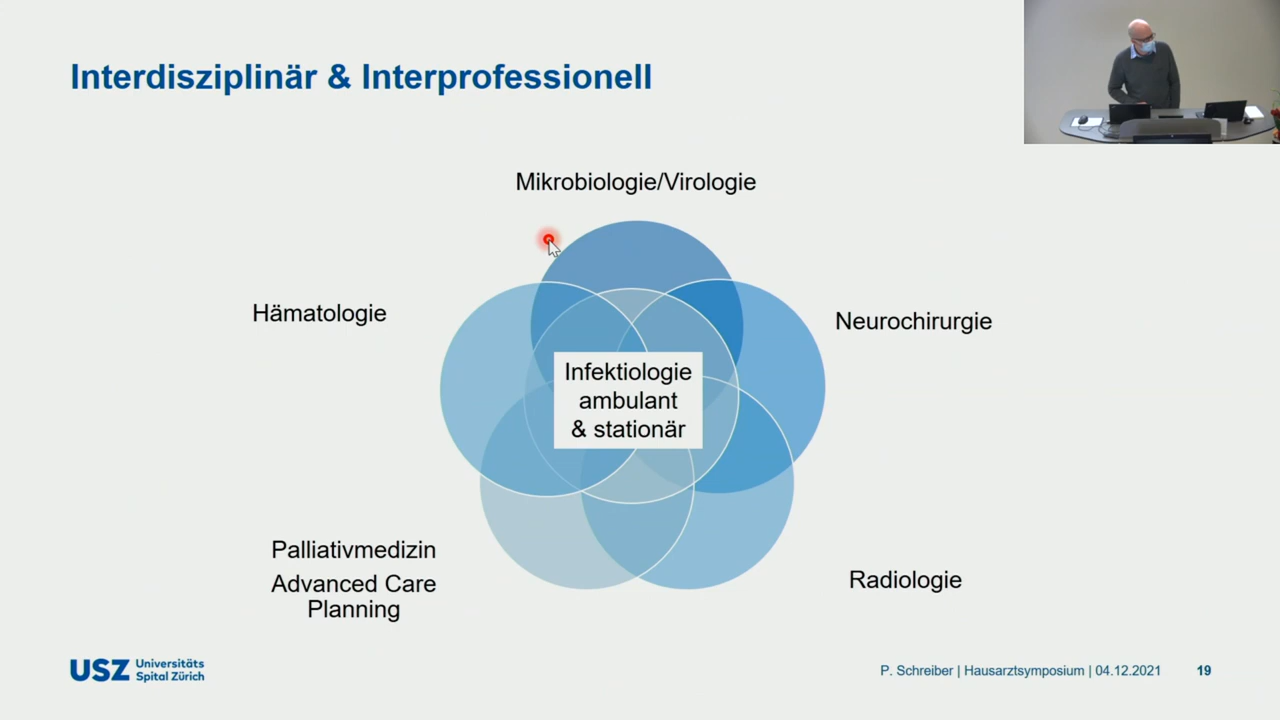 Interdisziplinär & Interprofessionell
Mikrobiologie/Virologie
Hämatologie
Neurochirurgie
Infektiologie
ambulant
& stationär
Palliativmedizin
Advanced Care
Planning
Radiologie
USZ Universitäts
Spital Zürich
P. Schreiber | Hausarztsymposium | 04.12.2021 19